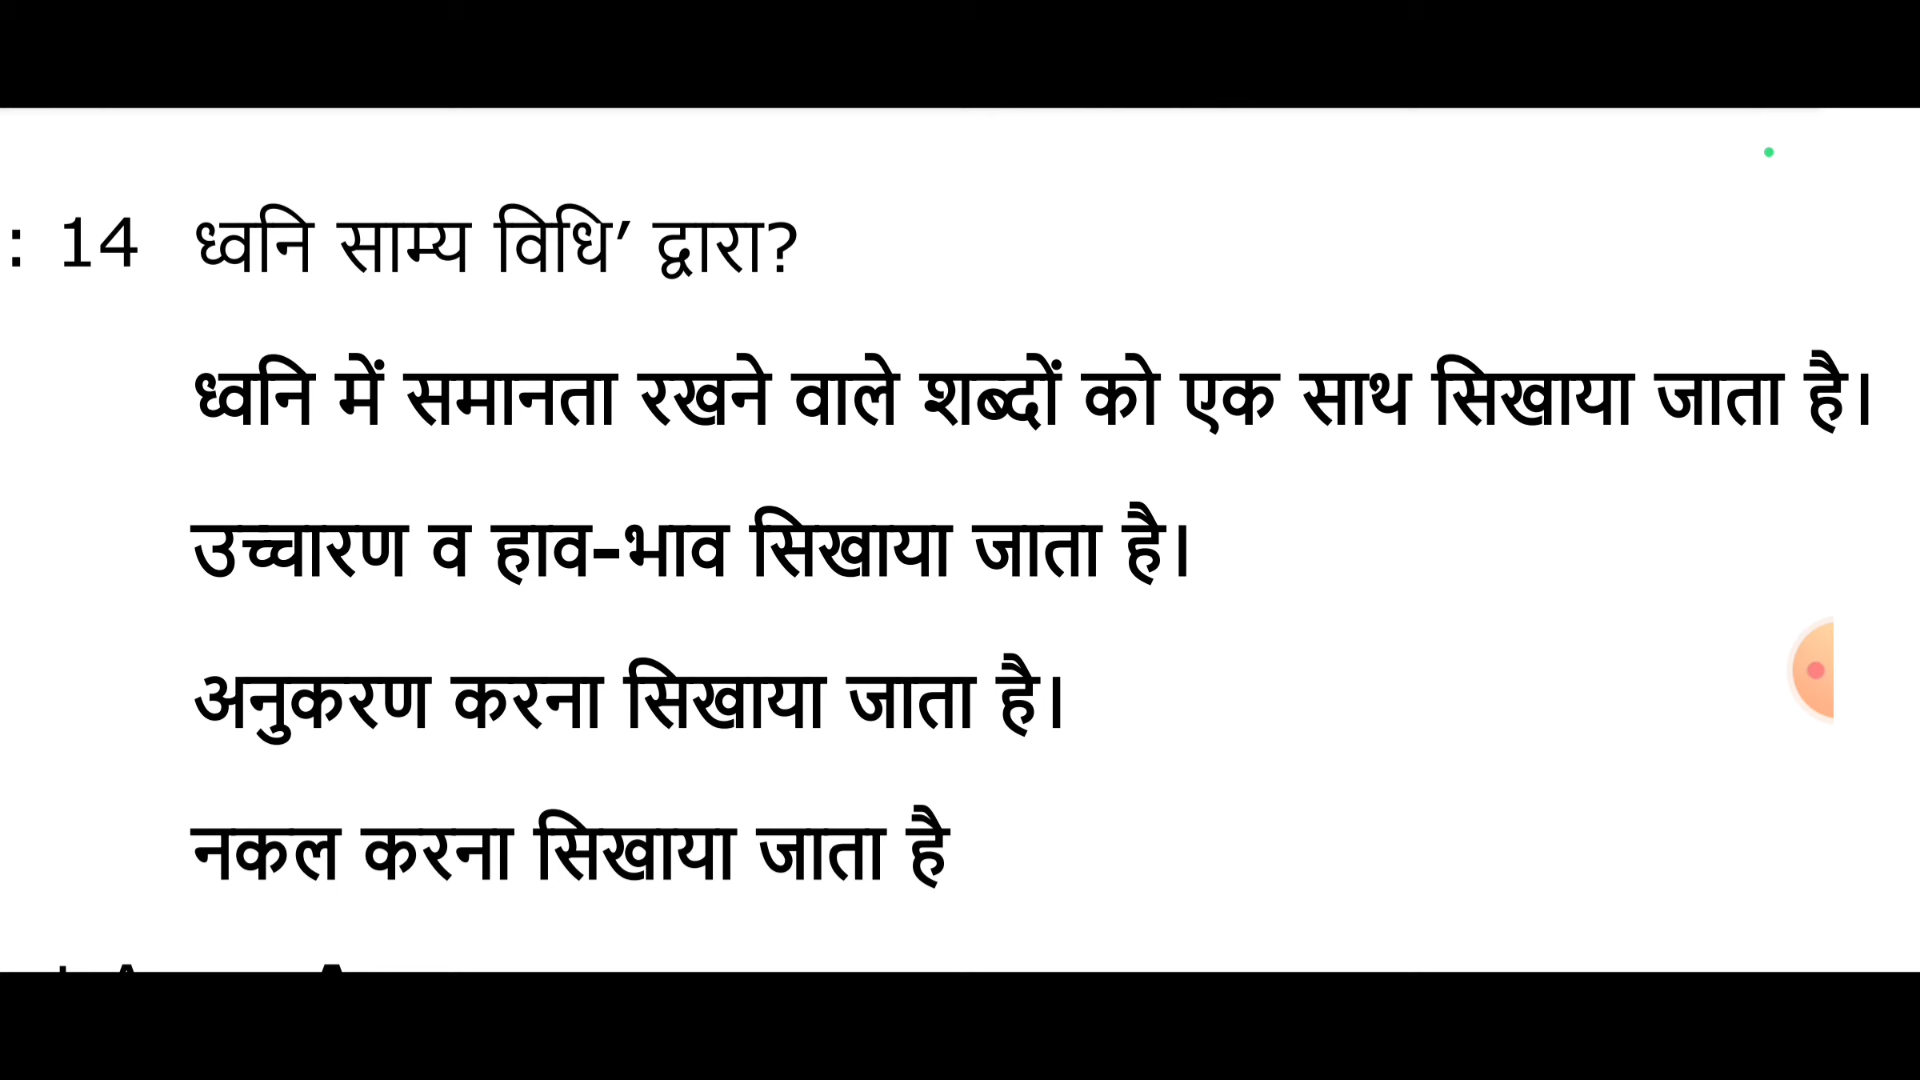 : 14 ध्वनि साम्य विधि’ द्वारा?
ध्वनि में समानता रखने वाले शब्दों को एक साथ सिखाया जाता है।
उच्चारण व हाव-भाव सिखाया जाता है।
अनुकरण करना सिखाया जाता है।
नकल करना सिखाया जाता है